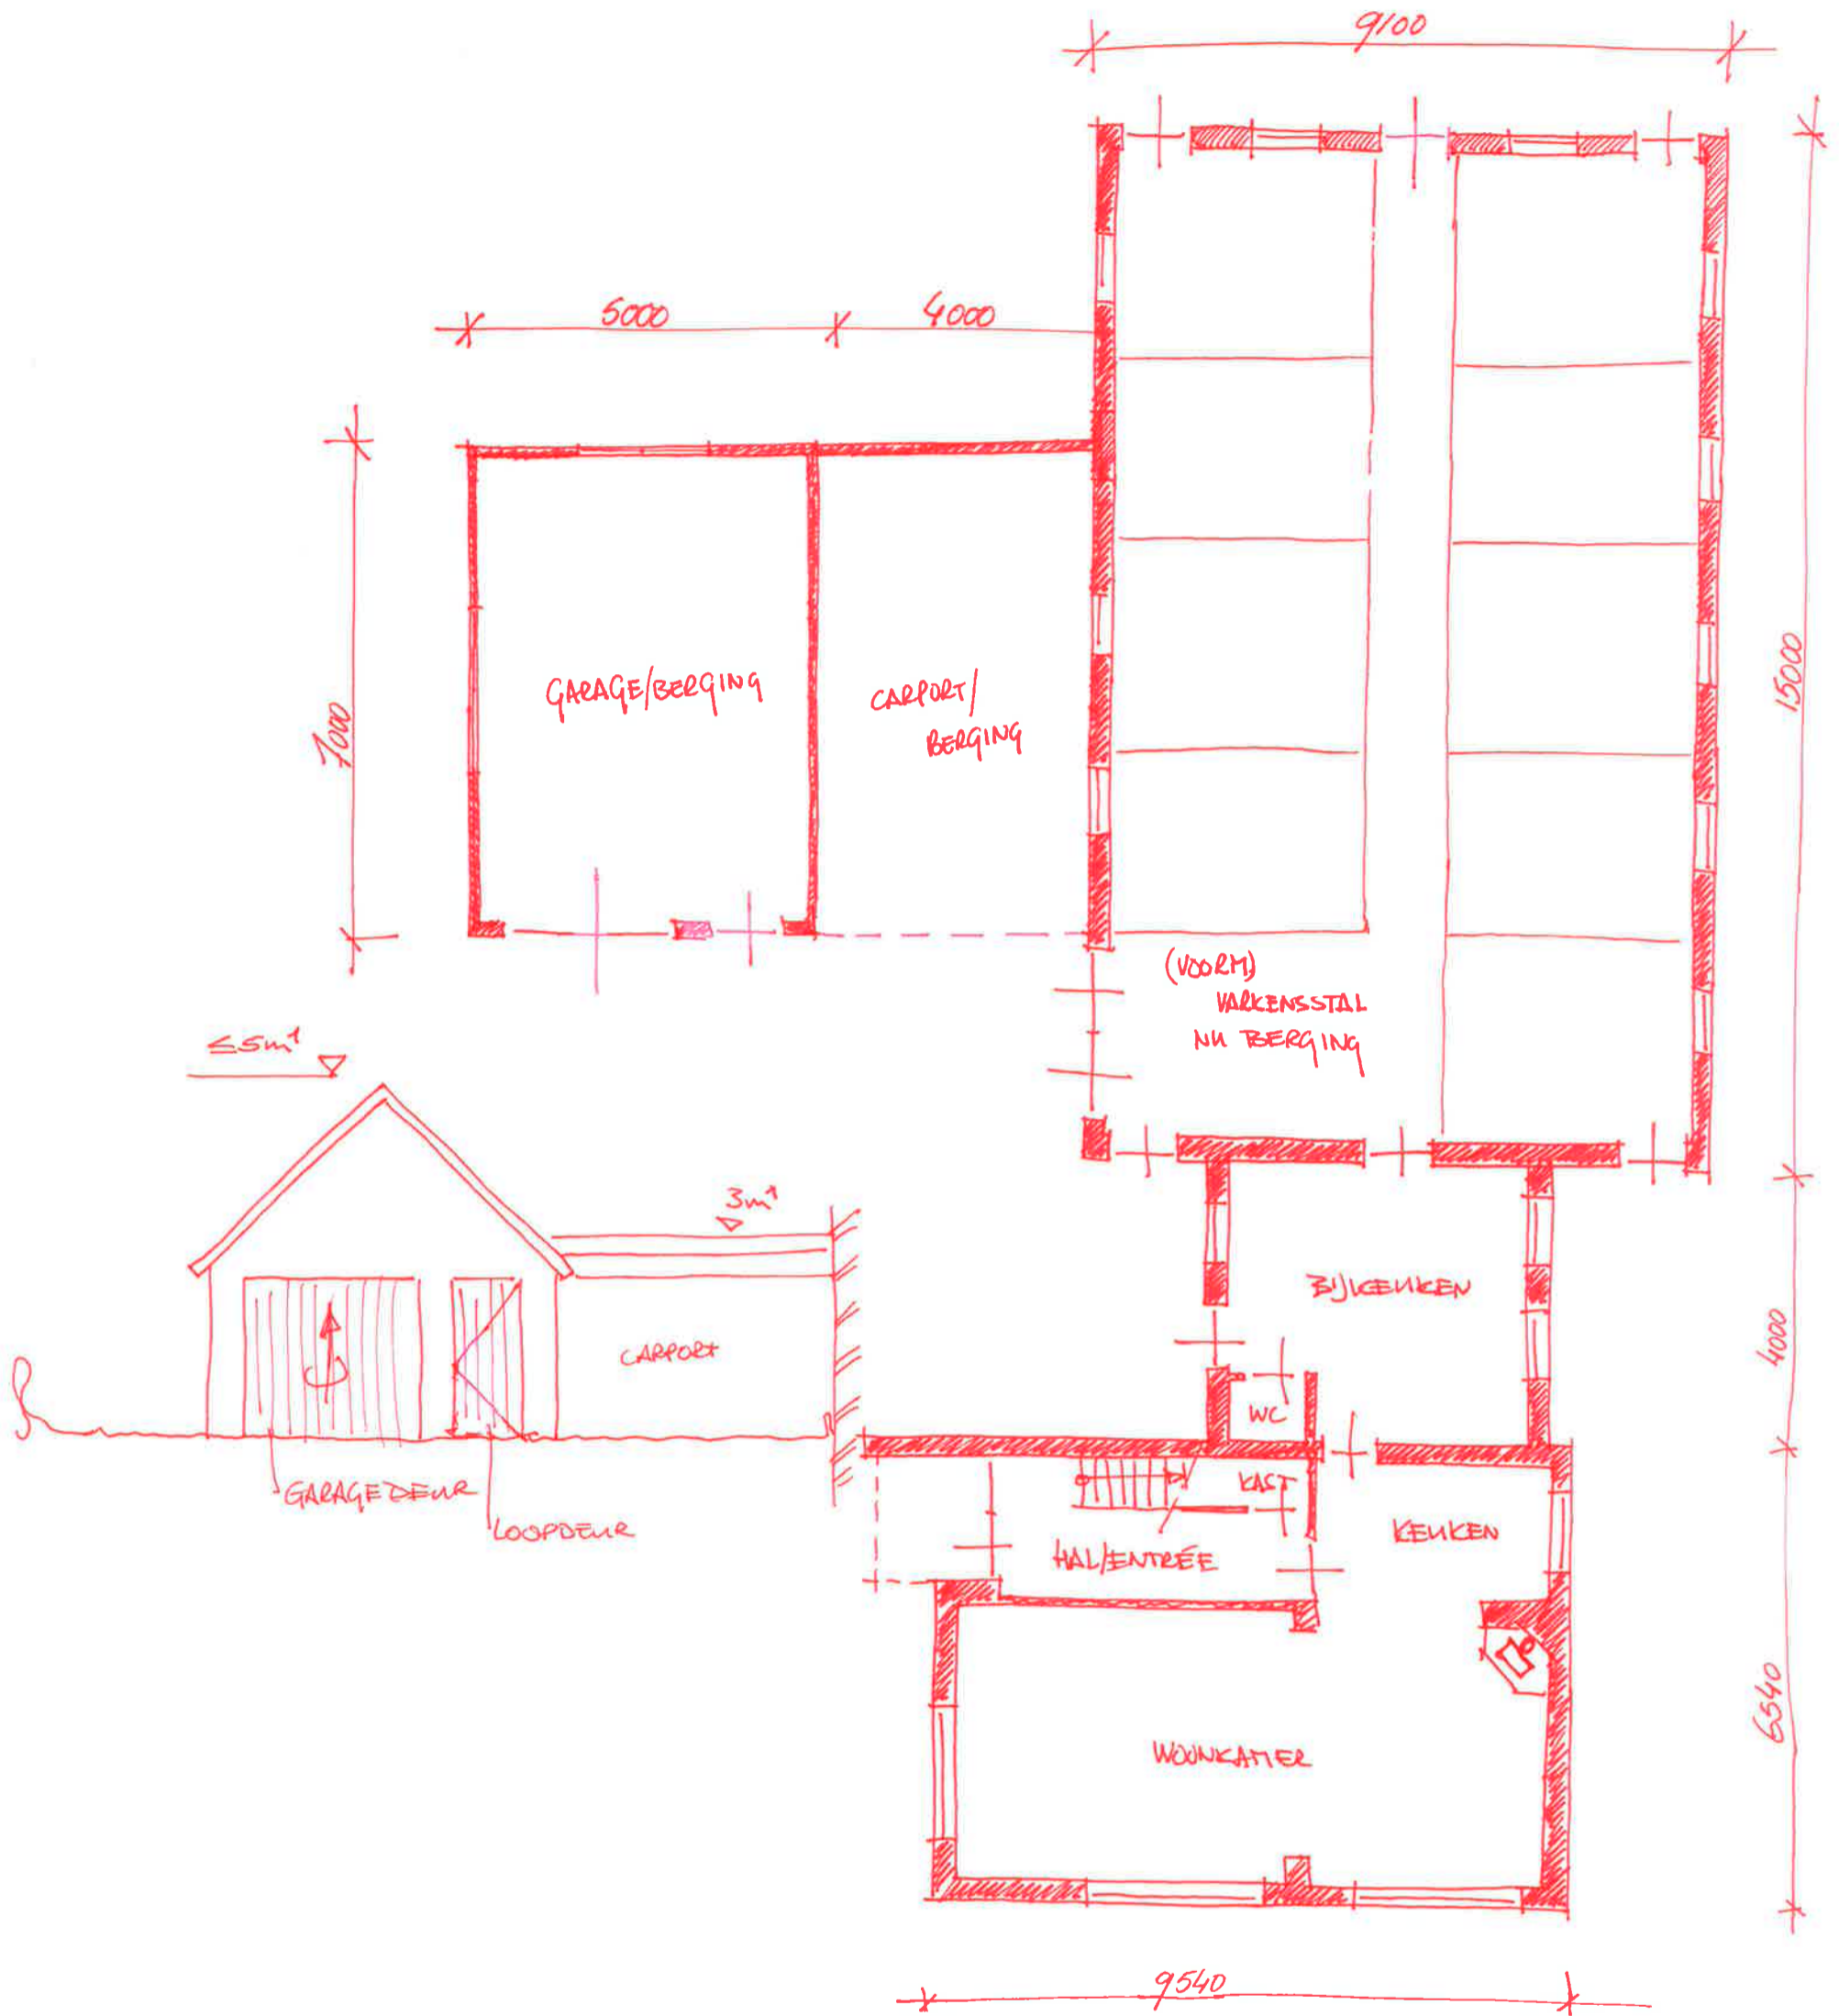 9100
5000
4000
7000
GARAGE/BERGING
CARPORT/
BERGING
15000
(VOORM)
VARKENSSTAL
NU BERGING
≤5m¹
3m¹
CARPORT
GARAGEDEUR
LOOPDEUR
BIJKEUKEN
4000
WC
KAST
HAL/ENTRÉE
KEUKEN
WOONKAMER
6540
9540